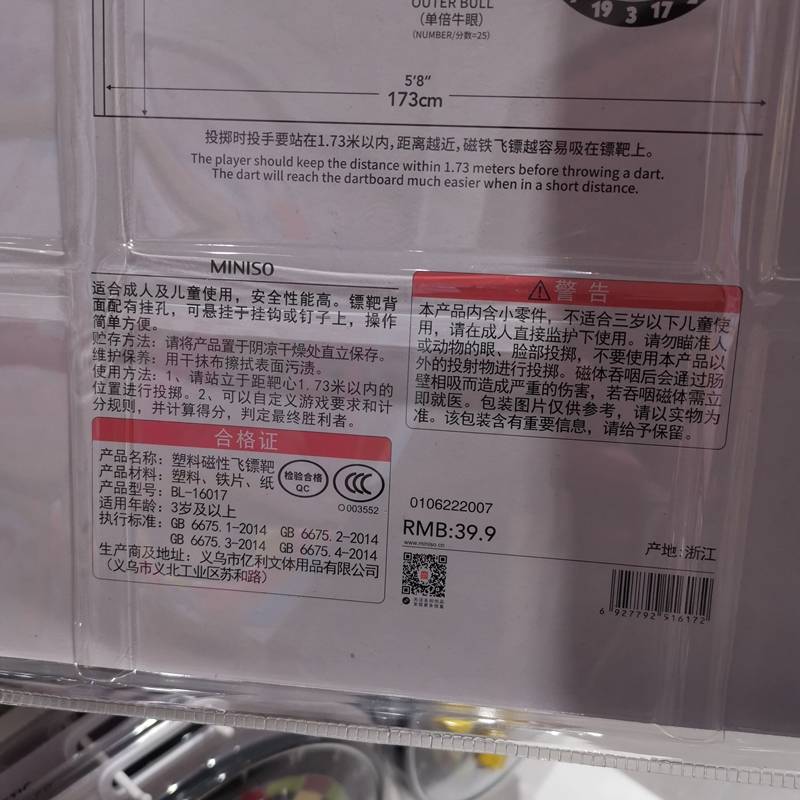 OUTER BULL
(单倍牛眼)
(NUMBER/分数=25)
19 3 17
5'8"
173cm
投掷时投手要站在1.73米以内,距离越近,磁铁飞镖越容易吸在镖靶上。
The player should keep the distance within 1.73 meters before throwing a dart.
The dart will reach the dartboard much easier when in a short distance.
MINISO
适合成人及儿童使用，安全性能高。镖靶背
面配有挂孔，可悬挂于挂钩或钉子上，操作
简单方便。
贮存方法：请将产品置于阴凉干燥处直立保存。
维护保养：用干抹布擦拭表面污渍。
使用方法：1、请站立于距靶心1.73米以内的
位置进行投掷。2、可以自定义游戏要求和计
分规则，并计算得分，判定最终胜利者。
合格证
产品名称：塑料磁性飞镖靶
产品材料：塑料、铁片、纸
产品型号：BL-16017
适用年龄：3岁及以上
执行标准：GB 6675.1-2014 GB 6675.2-2014
GB 6675.3-2014 GB 6675.4-2014
生产商及地址：义乌市亿利文体用品有限公司
（义乌市义北工业区苏和路）
检验合格
QC
CCC
O003552
警告
本产品内含小零件，不适合三岁以下儿童使
用，请在成人直接监护下使用。请勿瞄准人
或动物的眼、脸部投掷，不要使用本产品以
外的投射物进行投掷。磁体吞咽后会通过肠
壁相吸而造成严重的伤害，若吞咽磁体需立
即就医。包装图片仅供参考，请以实物为
准。该包装含有重要信息，请给予保留。
0106222007
RMB:39.9
www.miniso.cn
产地:浙江
6 927792 516172